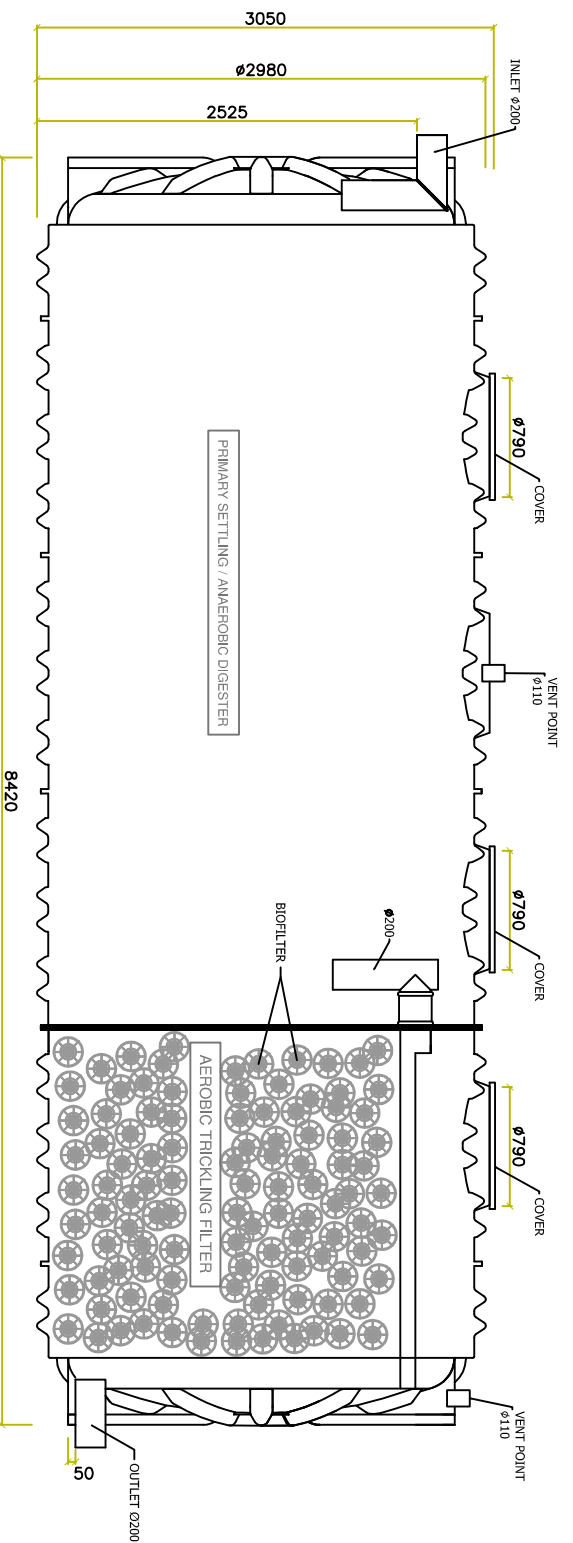 3050
ø2980
2525
INLET ø200
ø790
COVER
VENT POINT
ø110
ø790
COVER
ø790
COVER
VENT POINT
ø110
PRIMARY SETTLING / ANAEROBIC DIGESTER
8420
BIOFILTER
ø200
AEROBIC TRICKLING FILTER
50
OUTLET Ø200